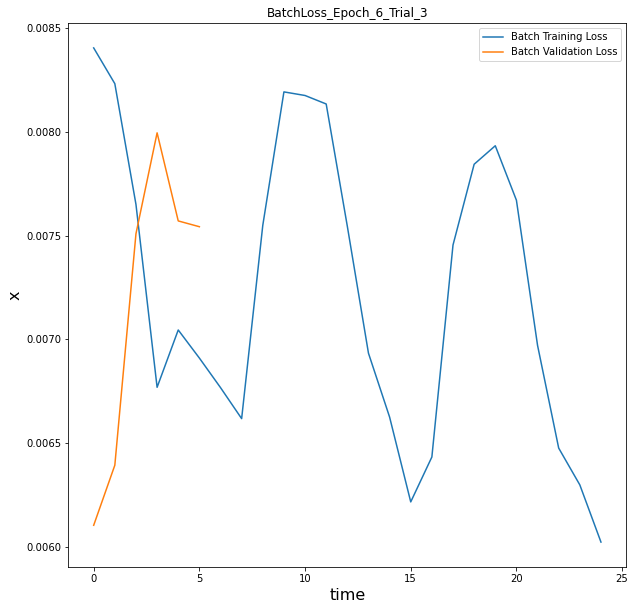 BatchLoss_Epoch_6_Trial_3
Batch Training Loss
Batch Validation Loss
0.0085
0.0080
0.0075
0.0070
0.0065
0.0060
x
0 5 10 15 20 25
time